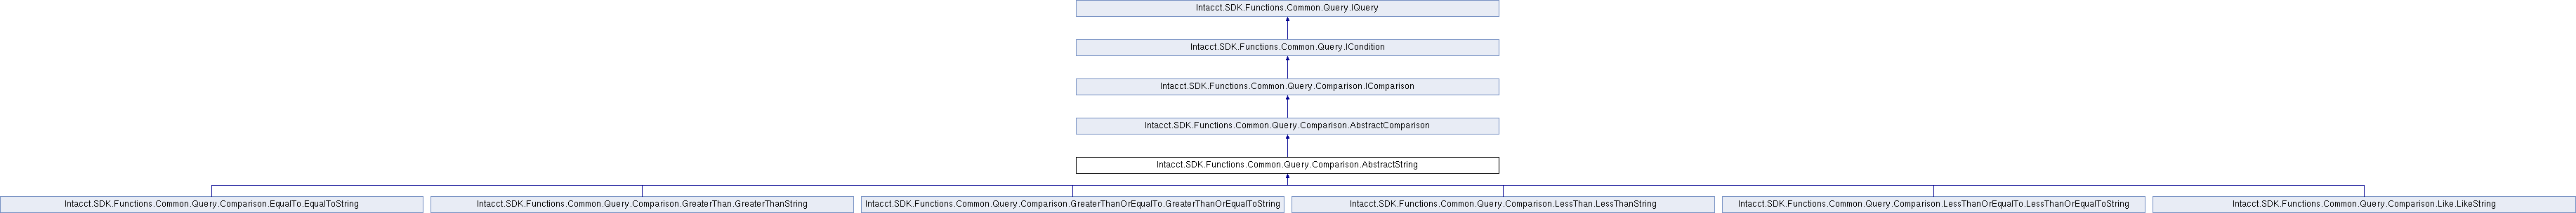 Intacct.SDK.Functions.Common.Query.IQuery
Intacct.SDK.Functions.Common.Query.ICondition
Intacct.SDK.Functions.Common.Query.Comparison.IComparison
Intacct.SDK.Functions.Common.Query.Comparison.AbstractComparison
Intacct.SDK.Functions.Common.Query.Comparison.AbstractString
Intacct.SDK.Functions.Common.Query.Comparison.EqualTo.EqualToString
Intacct.SDK.Functions.Common.Query.Comparison.GreaterThan.GreaterThanString
Intacct.SDK.Functions.Common.Query.Comparison.GreaterThanOrEqualTo.GreaterThanOrEqualToString
Intacct.SDK.Functions.Common.Query.Comparison.LessThan.LessThanString
Intacct.SDK.Functions.Common.Query.Comparison.LessThanOrEqualTo.LessThanOrEqualToString
Intacct.SDK.Functions.Common.Query.Comparison.Like.LikeString